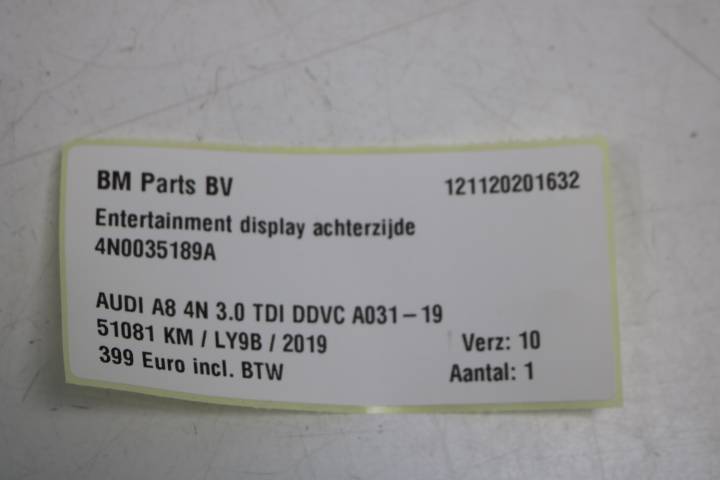 BM Parts BV 121120201632
Entertainment display achterzijde
4N0035189A
AUDI A8 4N 3.0 TDI DDVC A031-19
51081 KM / LY9B / 2019 Verz: 10
399 Euro incl. BTW Aantal: 1